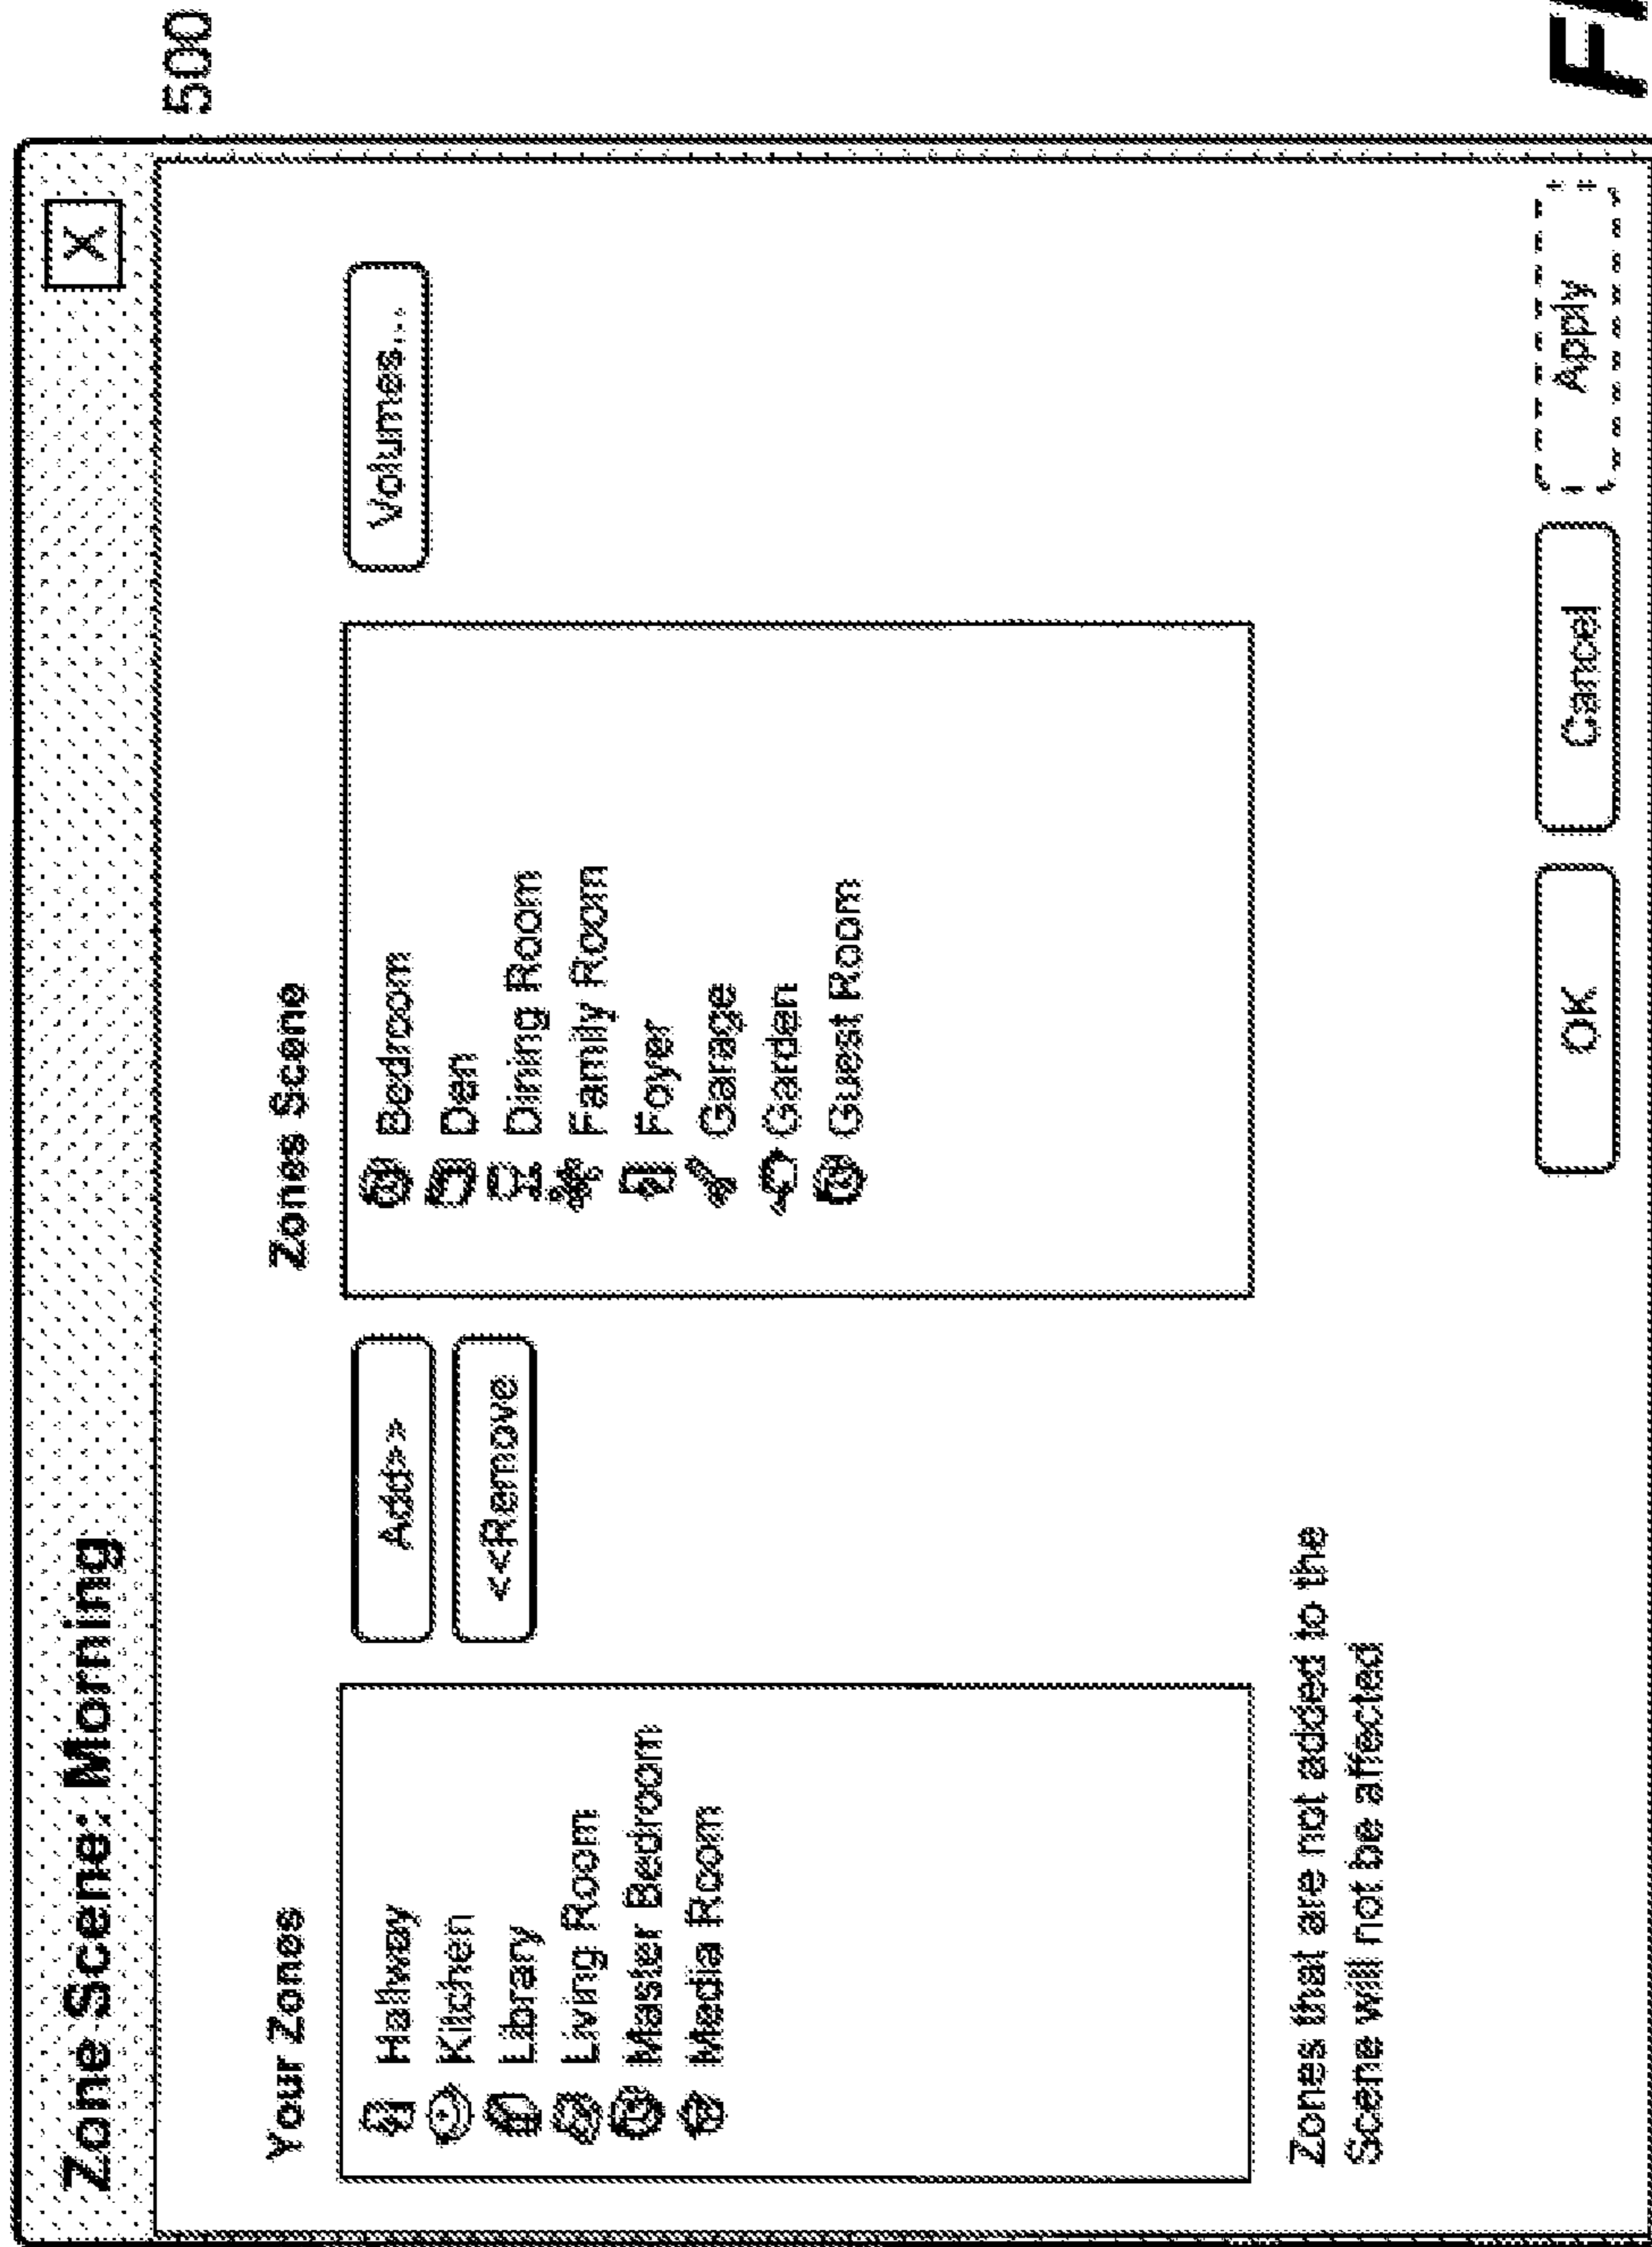 500
Zone Scene: Morning
X
Your Zones
Hallway
Kitchen
Library
Living Room
Master Bedroom
Media Room
Add>>
<<Remove
Zones Scene
Bedroom
Den
Dining Room
Family Room
Foyer
Garage
Garden
Guest Room
Volumes...
Zones that are not added to the
Scene will not be affected
OK
Cancel
Apply